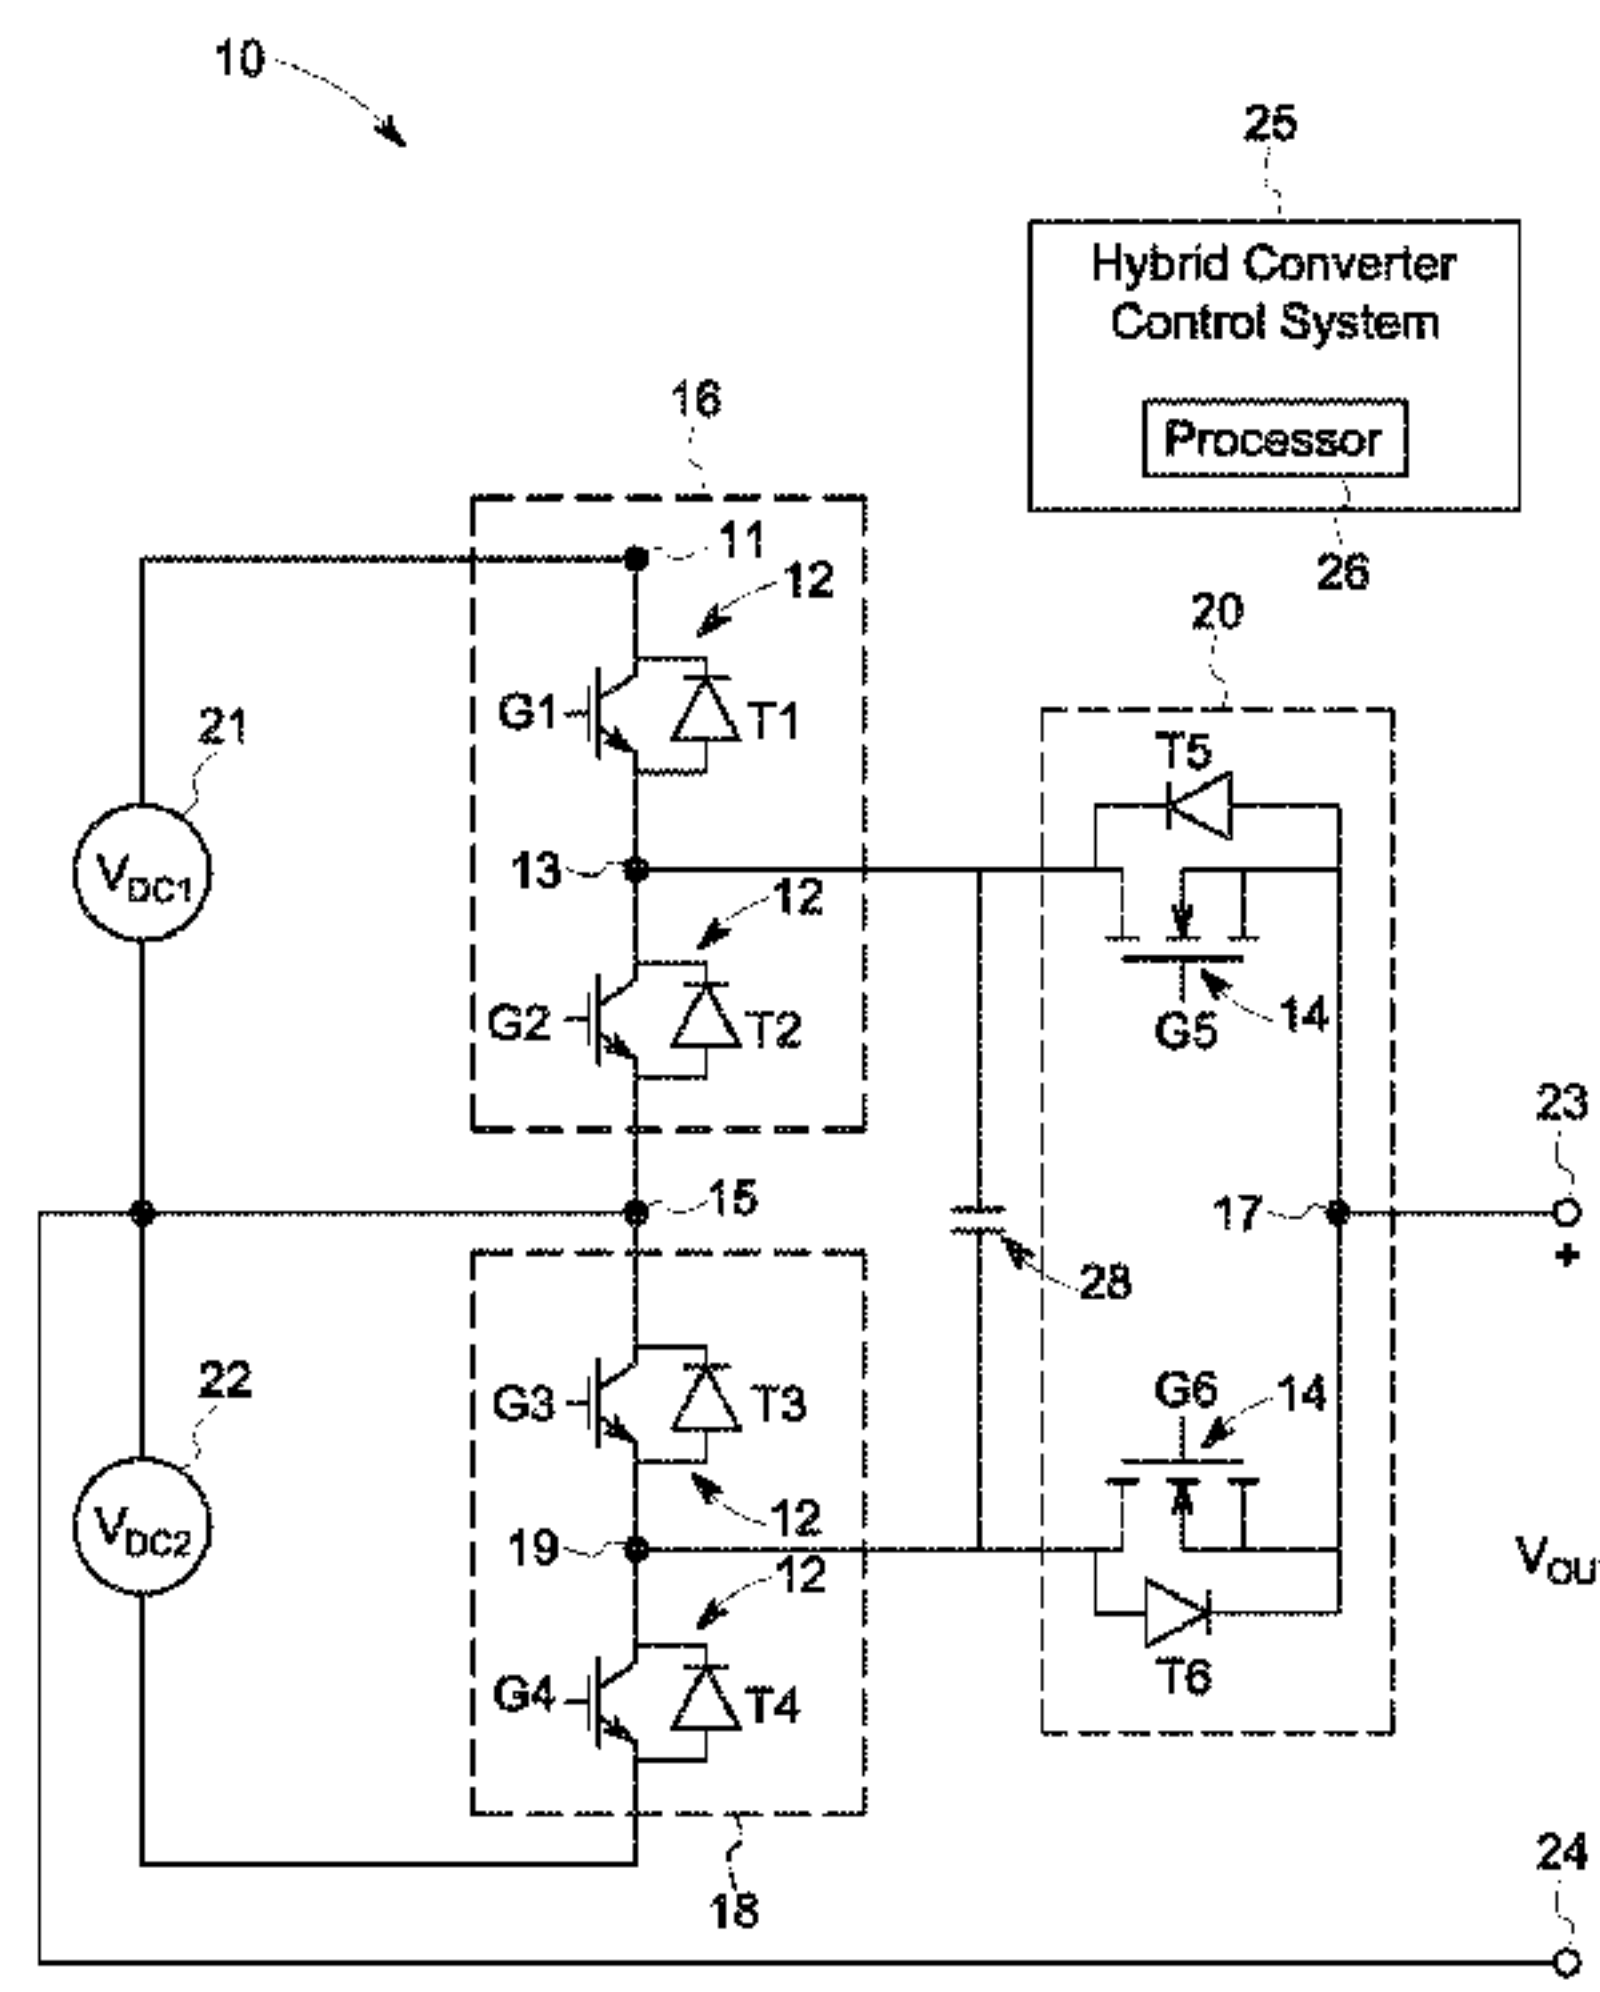 10
25
Hybrid Converter
Control System
Processor
26
16
11
12
20
G1
T1
T5
21
VDC1
13
12
G2
T2
14
G5
23
15
17
+
28
22
VDC2
G3
T3
12
G6
14
19
12
VOU
G4
T4
T6
18
24